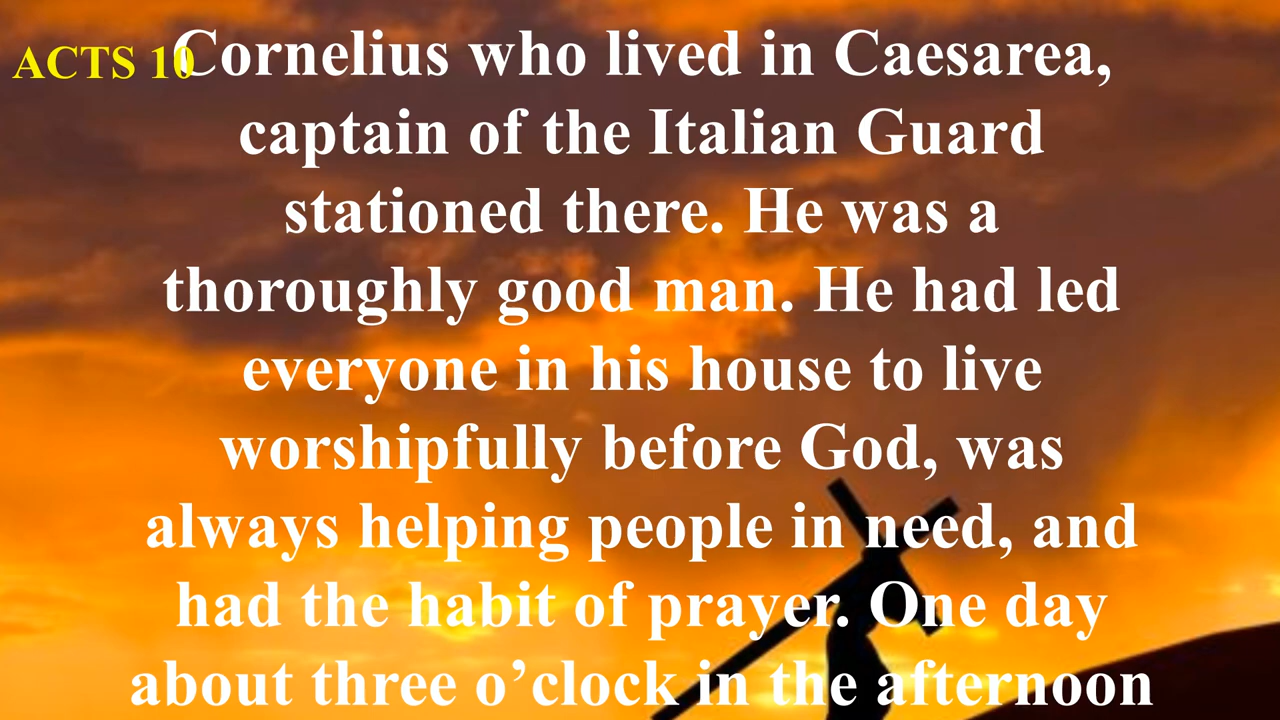 ACTS 10
Cornelius who lived in Caesarea,
captain of the Italian Guard
stationed there. He was a
thoroughly good man. He had led
everyone in his house to live
worshipfully before God, was
always helping people in need, and
had the habit of prayer. One day
about three o’clock in the afternoon